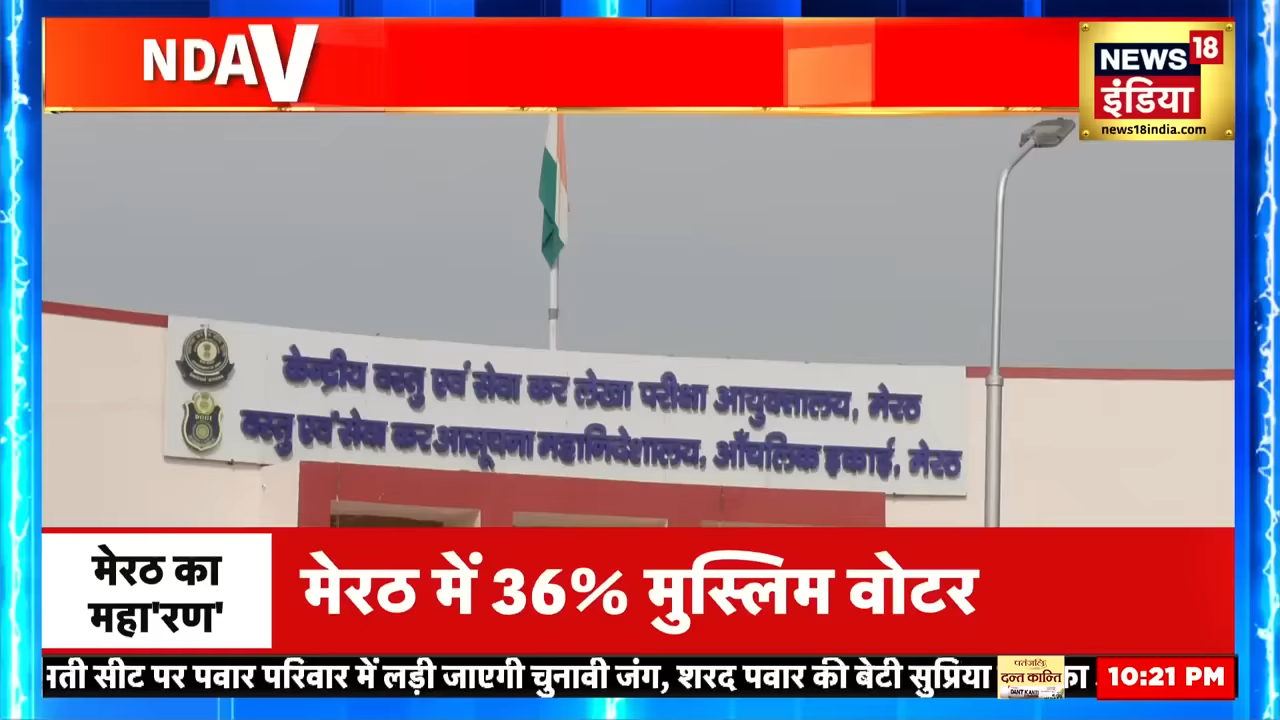 NDAV
NEWS 18
इंडिया
news18india.com
केन्द्रीय वस्तु एवं सेवा कर लेखा परीक्षा आयुक्तालय, मेरठ
वस्तु एवं सेवा कर आसूचना महानिदेशालय, आँचलिक इकाई, मेरठ
मेरठ का
महा'रण'
मेरठ में 36% मुस्लिम वोटर
मती सीट पर पवार परिवार में लड़ी जाएगी चुनावी जंग, शरद पवार की बेटी सुप्रिया
पतंजलि
दन्त कान्ति
का
10:21 PM